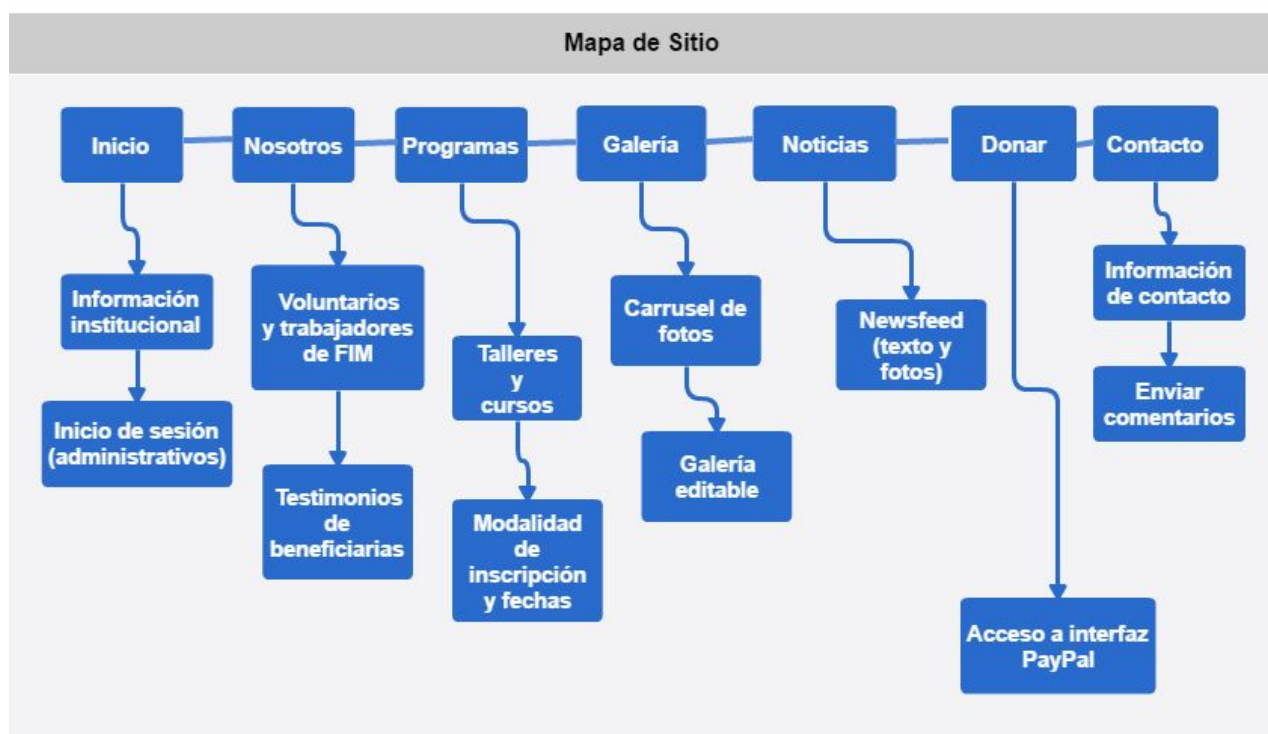 Mapa de Sitio
Inicio
Nosotros
Programas
Galería
Noticias
Donar
Contacto
Información
institucional
Inicio de sesión
(administrativos)
Voluntarios
y trabajadores
de FIM
Testimonios
de
beneficiarias
Talleres
y
cursos
Modalidad
de
inscripción
y fechas
Carrusel de
fotos
Galería
editable
Newsfeed
(texto y
fotos)
Acceso a interfaz
PayPal
Información
de contacto
Enviar
comentarios